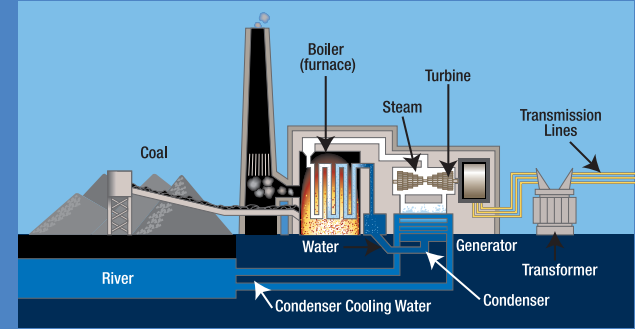 Boiler
(furnace)
Turbine
Steam
Transmission
Lines
Coal
Water
Generator
River
Transformer
Condenser Cooling Water
Condenser